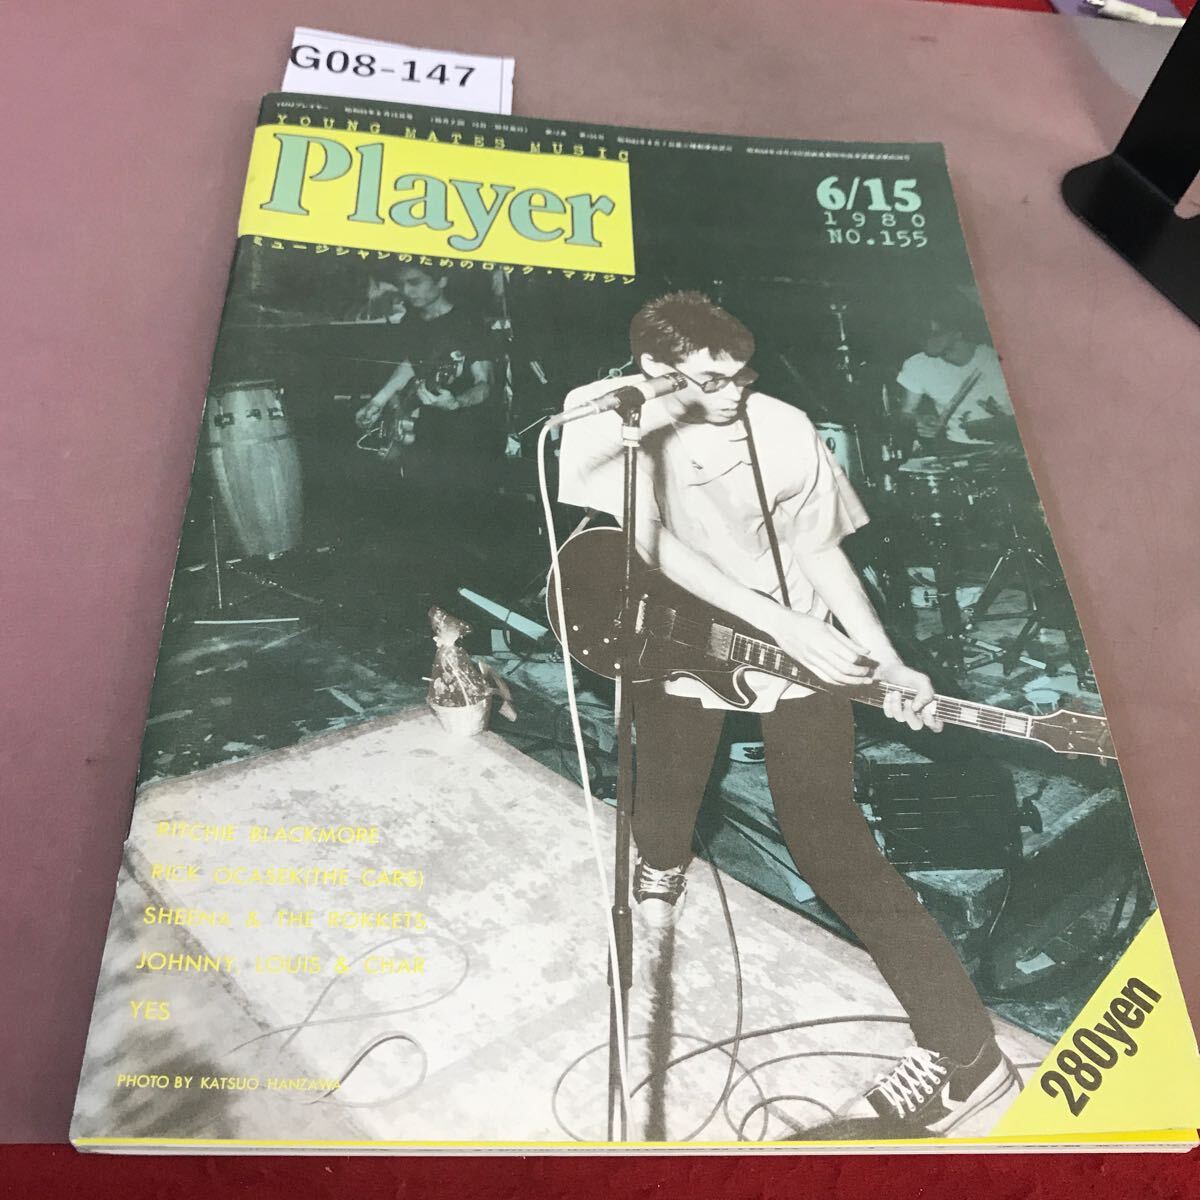 G08-147
YOUNG MATES MUSIC
Player
ミュージシャンのためのロック・マガジン
6/15
1980
NO.155
RITCHIE BLACKMORE
RICK OCASEK(THE CARS)
SHEENA & THE ROKKETS
JOHNNY, LOUIS & CHAR
YES
PHOTO BY KATSUO HANZAWA
280yen